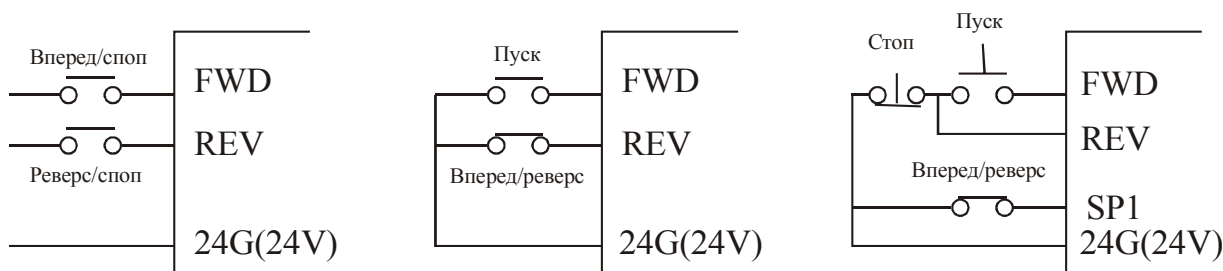 Вперед/споп
FWD
REV
Реверс/споп
24G(24V)
Пуск
FWD
REV
Вперед/реверс
24G(24V)
Пуск
Стоп
FWD
REV
Вперед/реверс
SP1
24G(24V)